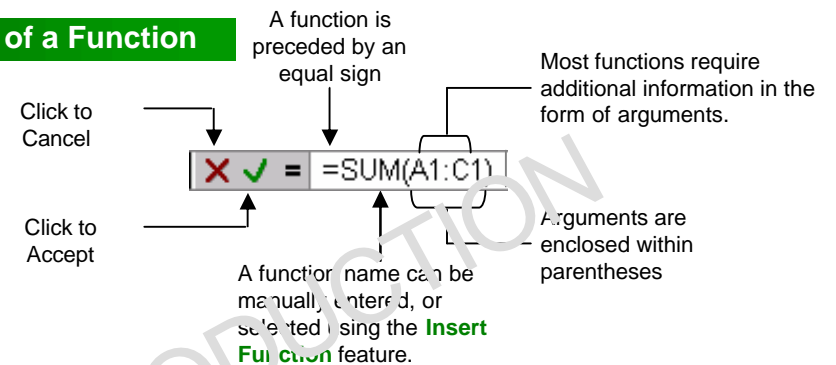 of a Function
A function is
preceded by an
equal sign
Most functions require
additional information in the
form of arguments.
Click to
Cancel
= =SUM(A1:C1)
Click to
Accept
Arguments are
enclosed within
parentheses
A function name can be
manually entered, or
selected using the Insert
Function feature.
ODUCTION